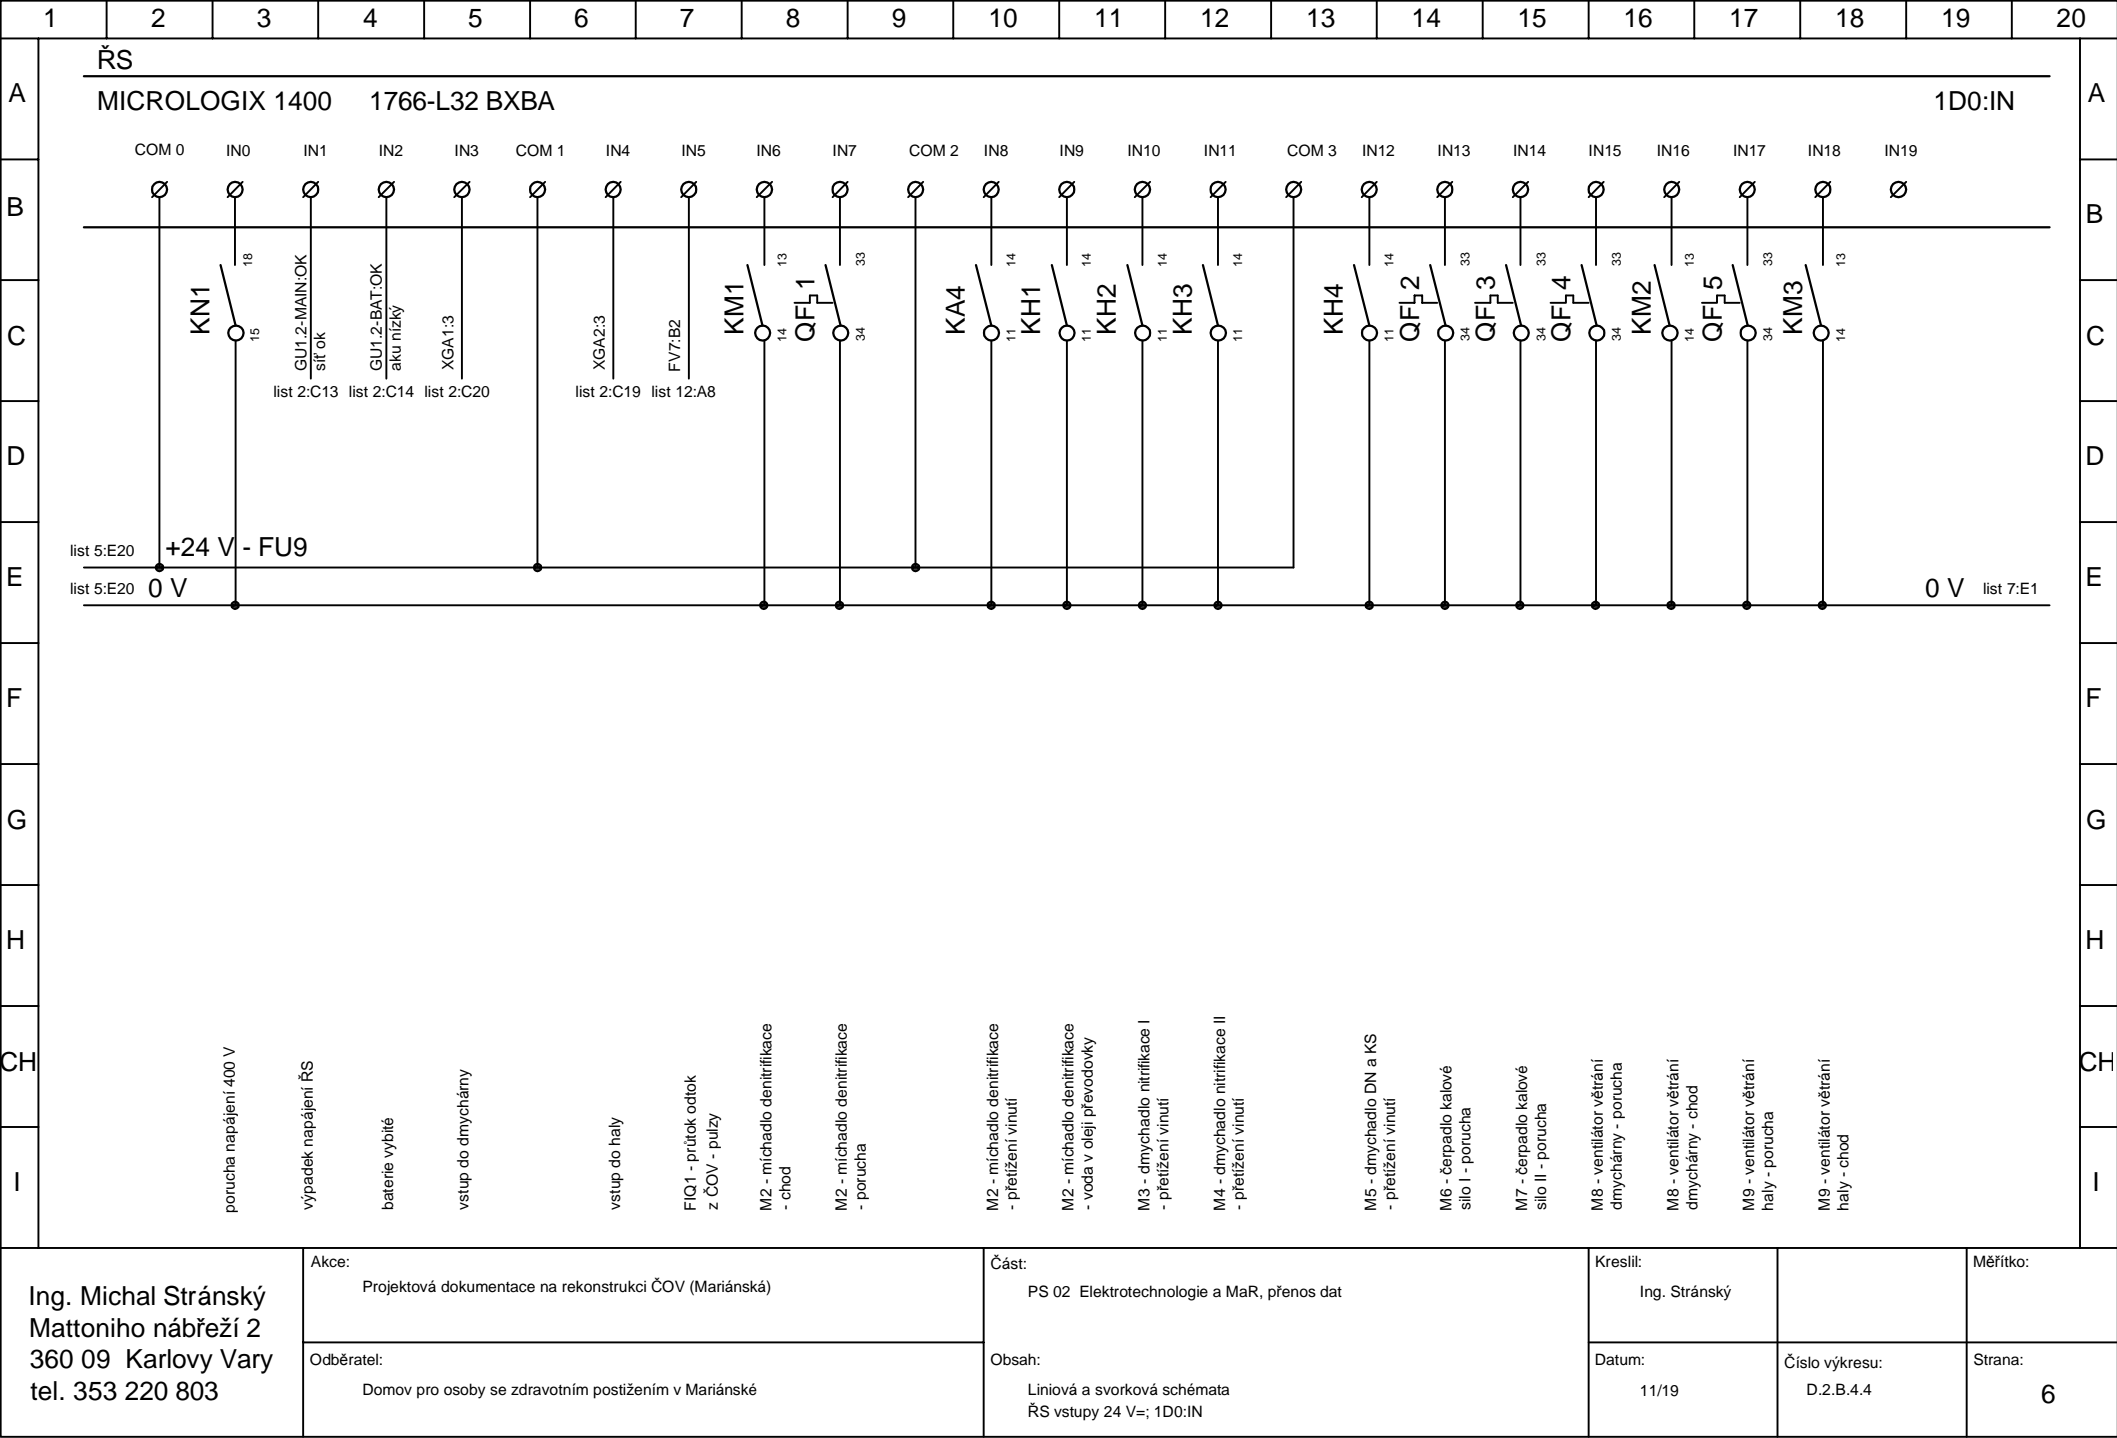 1 2 3 4 5 6 7 8 9 10 11 12 13 14 15 16 17 18 19 20
ŘS
A A
MICROLOGIX 1400 1766-L32 BXBA 1D0:IN
COM 0 IN0 IN1 IN2 IN3 COM 1 IN4 IN5 IN6 IN7 COM 2 IN8 IN9 IN10 IN11 COM 3 IN12 IN13 IN14 IN15 IN16 IN17 IN18 IN19
B B
KN1 18 15
GU1.2-MAIN:OK
síť ok
GU1.2-BAT:OK
aku nízký
XGA1:3
XGA2:3
FV7:B2
KM1 13 14
QF1 33 34
KA4 14 11
KH1 14 11
KH2 14 11
KH3 14 11
KH4 14 11
QF2 33 34
QF3 33 34
QF4 33 34
KM2 13 14
QF5 33 34
KM3 13 14
C C
list 2:C13 list 2:C14 list 2:C20 list 2:C19 list 12:A8
D D
list 5:E20 +24 V - FU9
E E
list 5:E20 0 V 0 V list 7:E1
F F
G G
H H
CH CH
porucha napájení 400 V
výpadek napájení ŘS
baterie vybité
vstup do dmychárny
vstup do haly
FIQ1 - průtok odtok
z ČOV - pulzy
M2 - míchadlo denitrifikace
- chod
M2 - míchadlo denitrifikace
- porucha
M2 - míchadlo denitrifikace
- přetížení vinutí
M2 - míchadlo denitrifikace
- voda v oleji převodovky
M3 - dmychadlo nitrifikace I
- přetížení vinutí
M4 - dmychadlo nitrifikace II
- přetížení vinutí
M5 - dmychadlo DN a KS
- přetížení vinutí
M6 - čerpadlo kalové
silo I - porucha
M7 - čerpadlo kalové
silo II - porucha
M8 - ventilátor větrání
dmychárny - porucha
M8 - ventilátor větrání
dmychárny - chod
M9 - ventilátor větrání
haly - porucha
M9 - ventilátor větrání
haly - chod
I I
Ing. Michal Stránský
Mattoniho nábřeží 2
360 09 Karlovy Vary
tel. 353 220 803
Akce:
Projektová dokumentace na rekonstrukci ČOV (Mariánská)
Odběratel:
Domov pro osoby se zdravotním postižením v Mariánské
Část:
PS 02 Elektrotechnologie a MaR, přenos dat
Obsah:
Liniová a svorková schémata
ŘS vstupy 24 V=; 1D0:IN
Kreslil:
Ing. Stránský
Měřítko:
Datum:
11/19
Číslo výkresu:
D.2.B.4.4
Strana:
6